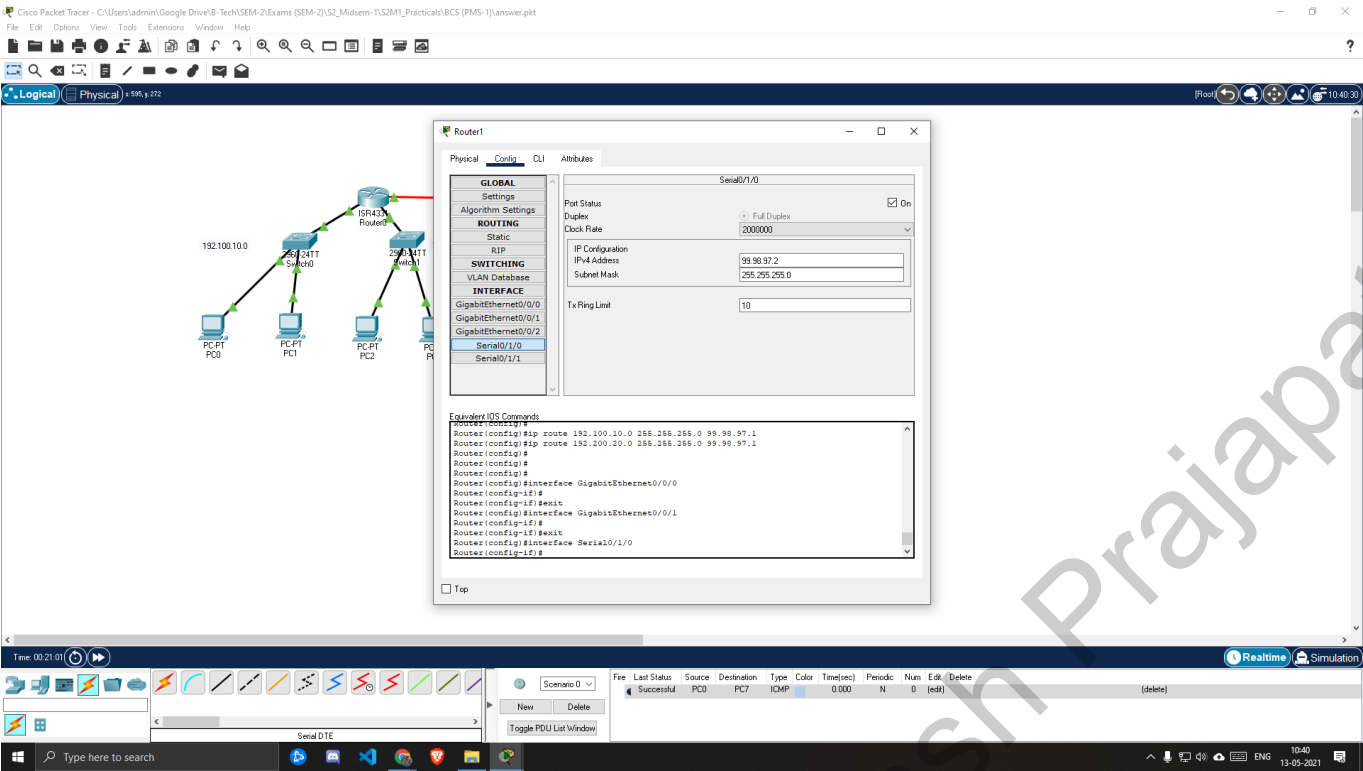 Cisco Packet Tracer - C:\Users\admin\Google Drive\B-Tech\SEM-2\Exams (SEM-2)\S2_Midsem-1\S2M1_Practicals\BCS (PMS-1)\answer.pkt
File Edit Options View Tools Extensions Window Help
?
Logical Physical x: 595, y: 272 [Root] 10:40:30
Router1
Physical Config CLI Attributes
GLOBAL
Settings
Algorithm Settings
ROUTING
Static
RIP
SWITCHING
VLAN Database
INTERFACE
GigabitEthernet0/0/0
GigabitEthernet0/0/1
GigabitEthernet0/0/2
Serial0/1/0
Serial0/1/1
Serial0/1/0
Port Status On
Duplex Full Duplex
Clock Rate 2000000
IP Configuration
IPv4 Address 99.98.97.2
Subnet Mask 255.255.255.0
Tx Ring Limit 10
Equivalent IOS Commands
Router(config)#
Router(config)#ip route 192.100.10.0 255.255.255.0 99.98.97.1
Router(config)#ip route 192.200.20.0 255.255.255.0 99.98.97.1
Router(config)#
Router(config)#
Router(config)#
Router(config)#interface GigabitEthernet0/0/0
Router(config-if)#
Router(config-if)#exit
Router(config)#interface GigabitEthernet0/0/1
Router(config-if)#
Router(config-if)#exit
Router(config)#interface Serial0/1/0
Router(config-if)#
Top
ISR433
Router0
192.100.10.0
2960-24TT
Switch0
2960-24TT
Switch1
PC-PT
PC0
PC-PT
PC1
PC-PT
PC2
PC
P
Time: 00:21:01
Realtime Simulation
Scenario 0
New Delete
Toggle PDU List Window
Fire Last Status Source Destination Type Color Time(sec) Periodic Num Edit Delete
Successful PC0 PC7 ICMP 0.000 N 0 (edit) (delete)
Serial DTE
Type here to search
ENG
10:40
13-05-2021
sh Prajapa